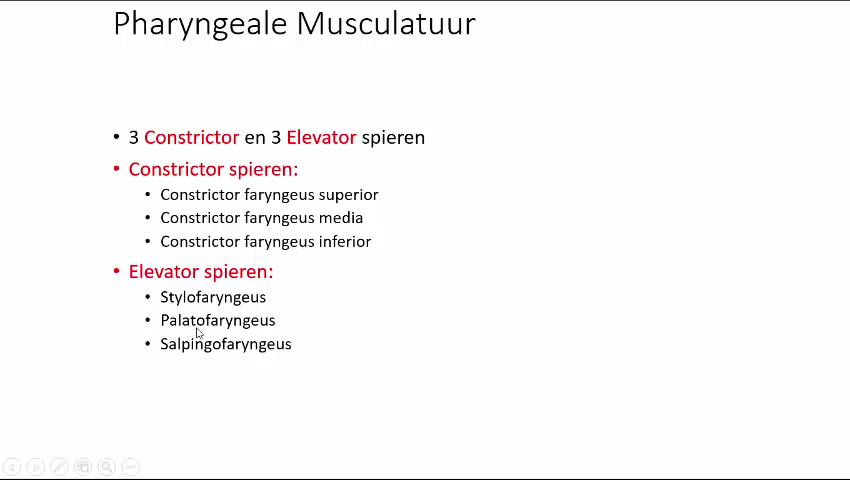 Pharyngeale Musculatuur
• 3 Constrictor en 3 Elevator spieren
• Constrictor spieren:
• Constrictor faryngeus superior
• Constrictor faryngeus media
• Constrictor faryngeus inferior
• Elevator spieren:
• Stylofaryngeus
• Palatofaryngeus
• Salpingofaryngeus